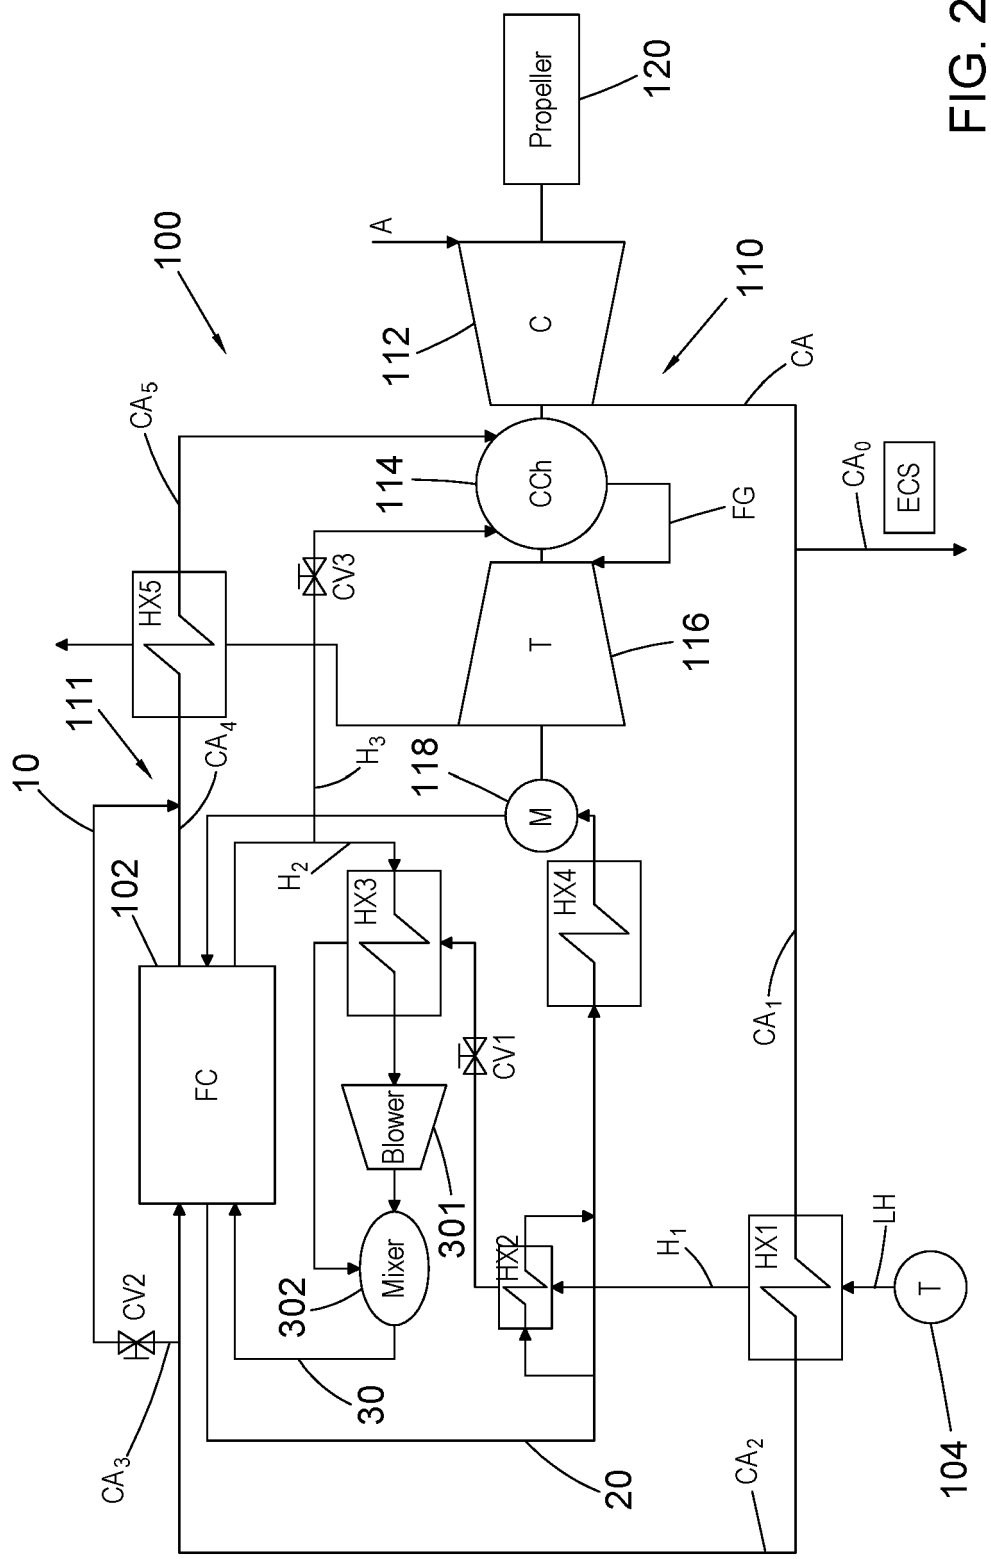 10
111
CA₃
CV2
102
HX5
CA₅
100
FC
CA₄
302
H₂
CV3
30
HX3
H₃
A
Mixer
Blower
114
112
301
118
HX2
CV1
M
T
CCh
C
Propeller
HX4
20
120
H₁
116
FG
110
CA₂
HX1
CA₁
CA
CA₀
LH
T
ECS
104
FIG. 2